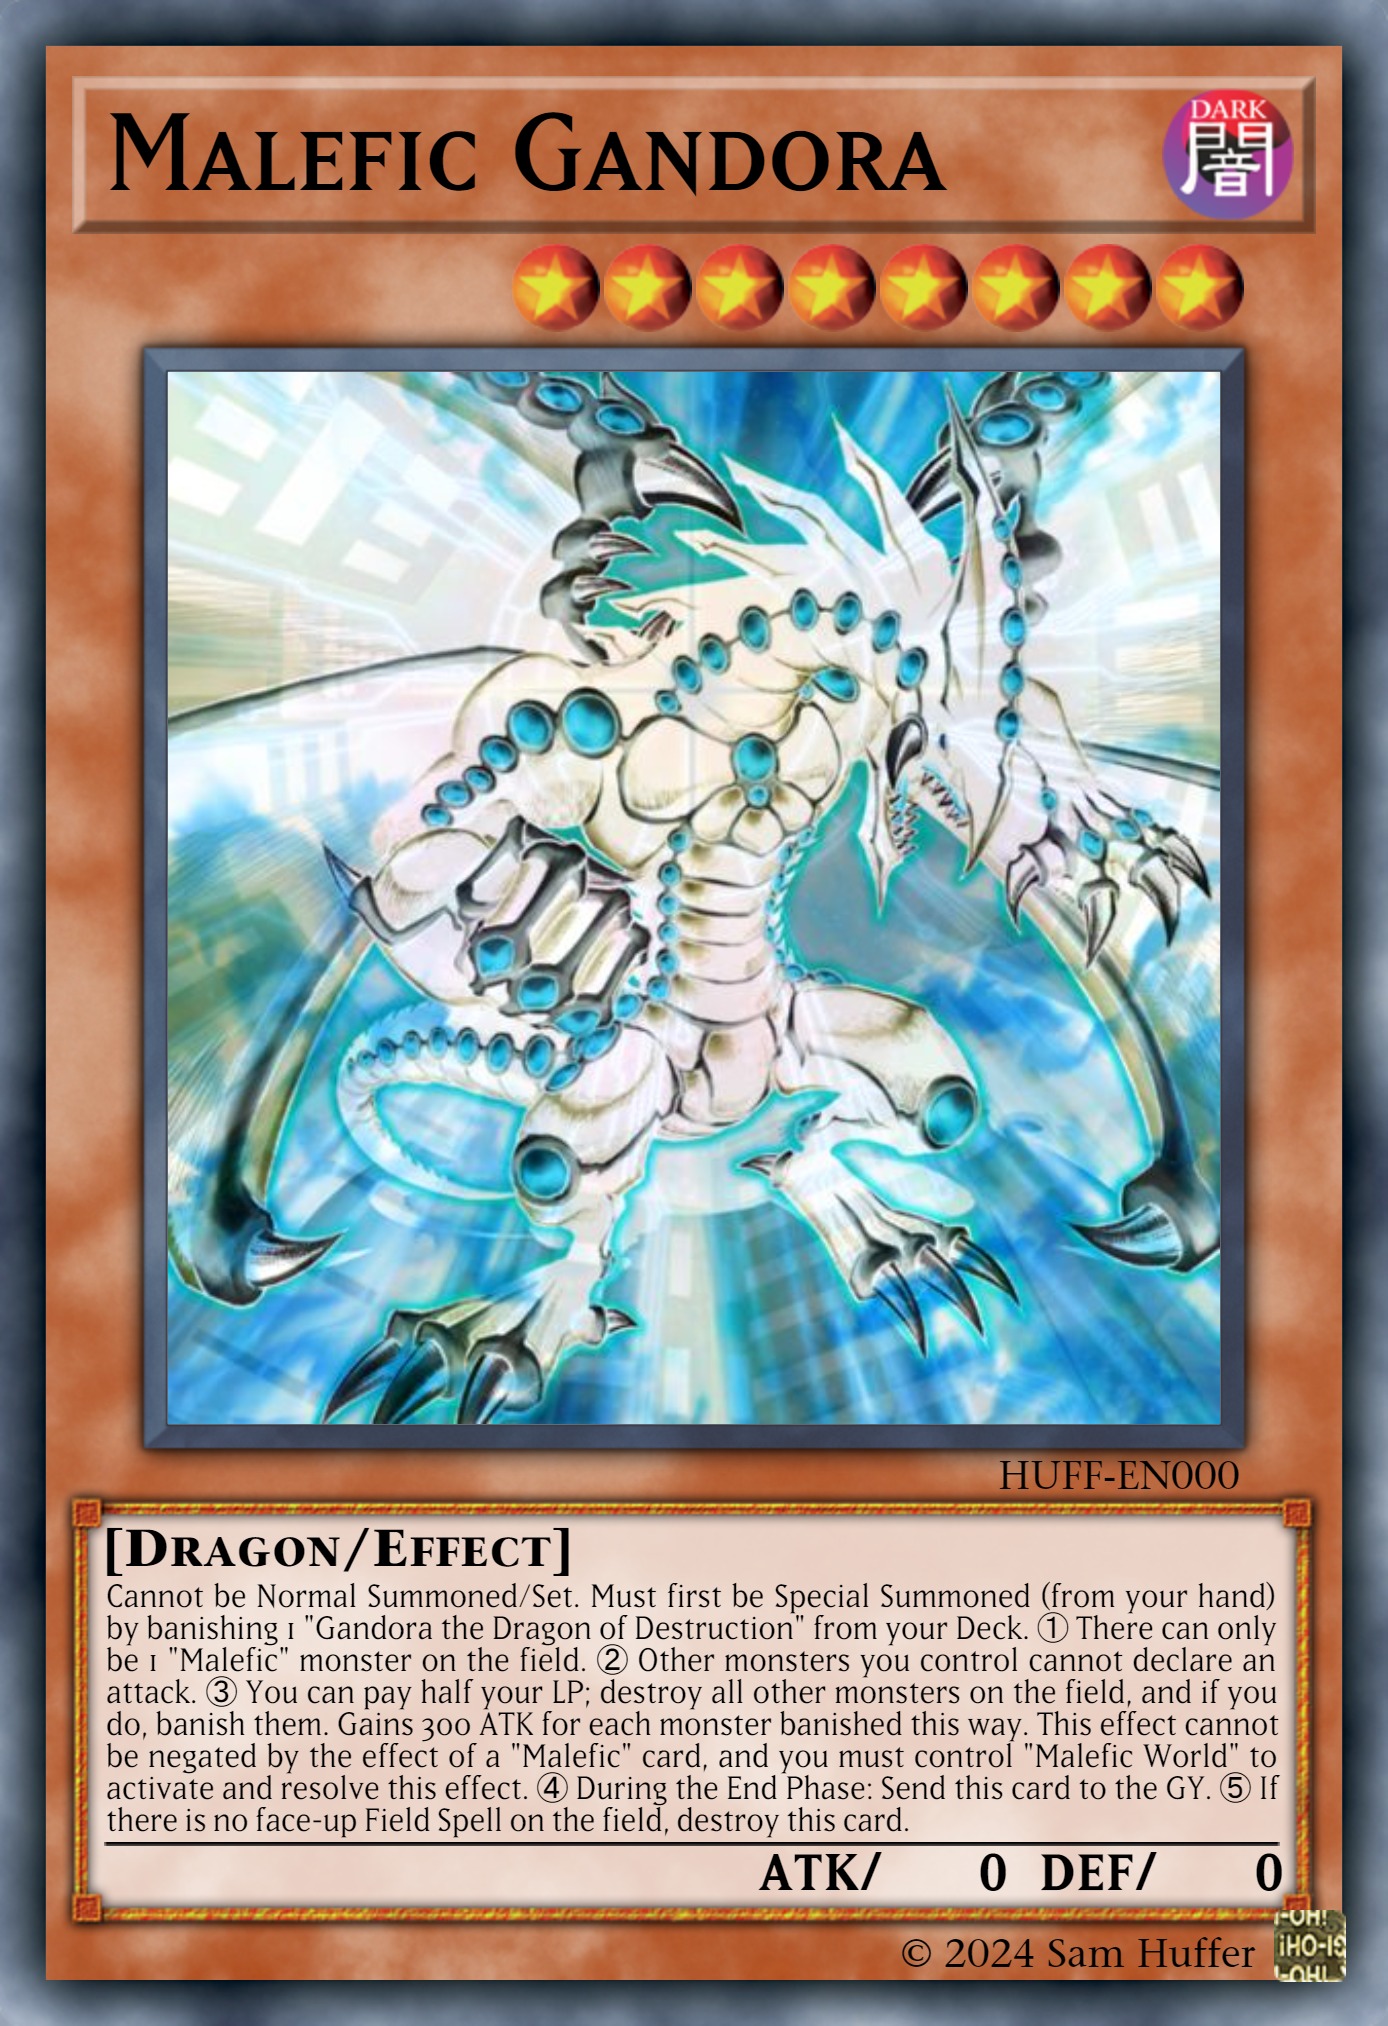 Malefic Gandora
DARK
闇
HUFF-EN000
[Dragon/Effect]
Cannot be Normal Summoned/Set. Must first be Special Summoned (from your hand)
by banishing 1 "Gandora the Dragon of Destruction" from your Deck. ① There can only
be 1 "Malefic" monster on the field. ② Other monsters you control cannot declare an
attack. ③ You can pay half your LP; destroy all other monsters on the field, and if you
do, banish them. Gains 300 ATK for each monster banished this way. This effect cannot
be negated by the effect of a "Malefic" card, and you must control "Malefic World" to
activate and resolve this effect. ④ During the End Phase: Send this card to the GY. ⑤ If
there is no face-up Field Spell on the field, destroy this card.
ATK/ 0 DEF/ 0
© 2024 Sam Huffer